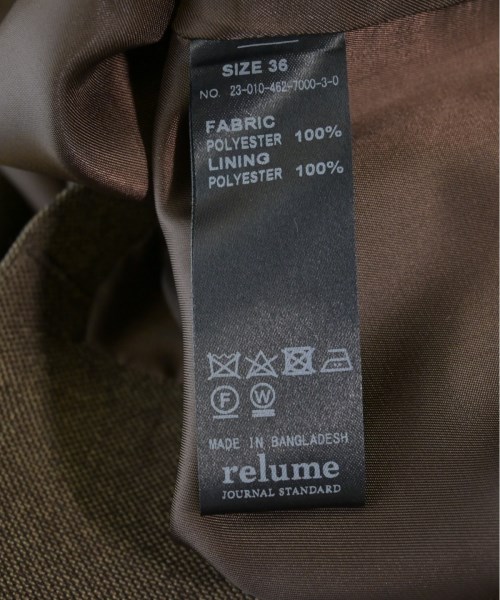 SIZE 36
NO. 23-010-462-7000-3-0
FABRIC
POLYESTER 100%
LINING
POLYESTER 100%
F W
MADE IN BANGLADESH
relume
JOURNAL STANDARD